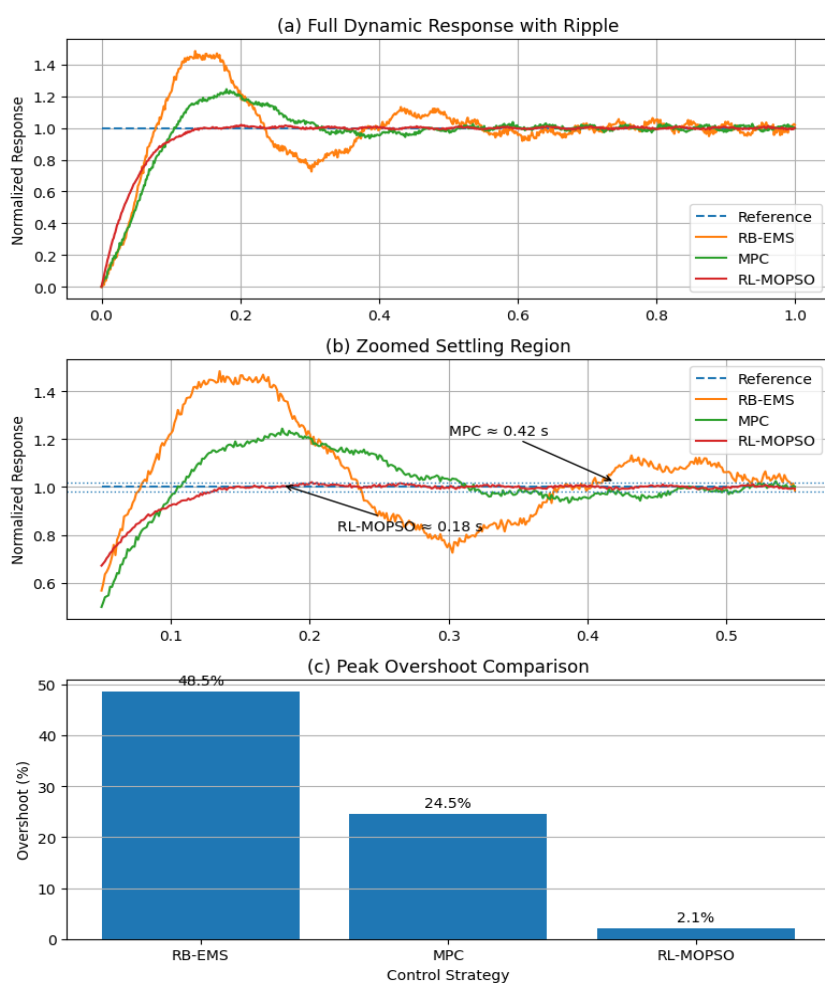 (a) Full Dynamic Response with Ripple
Normalized Response
1.4
1.2
1.0
0.8
0.6
0.4
0.2
0.0
Reference
RB-EMS
MPC
RL-MOPSO
0.0 0.2 0.4 0.6 0.8 1.0
(b) Zoomed Settling Region
Normalized Response
1.4
1.2
1.0
0.8
0.6
Reference
RB-EMS
MPC
RL-MOPSO
MPC ≈ 0.42 s
RL-MOPSO ≈ 0.18 s
0.1 0.2 0.3 0.4 0.5
(c) Peak Overshoot Comparison
Overshoot (%)
50
40
30
20
10
0
48.5%
24.5%
2.1%
RB-EMS MPC RL-MOPSO
Control Strategy